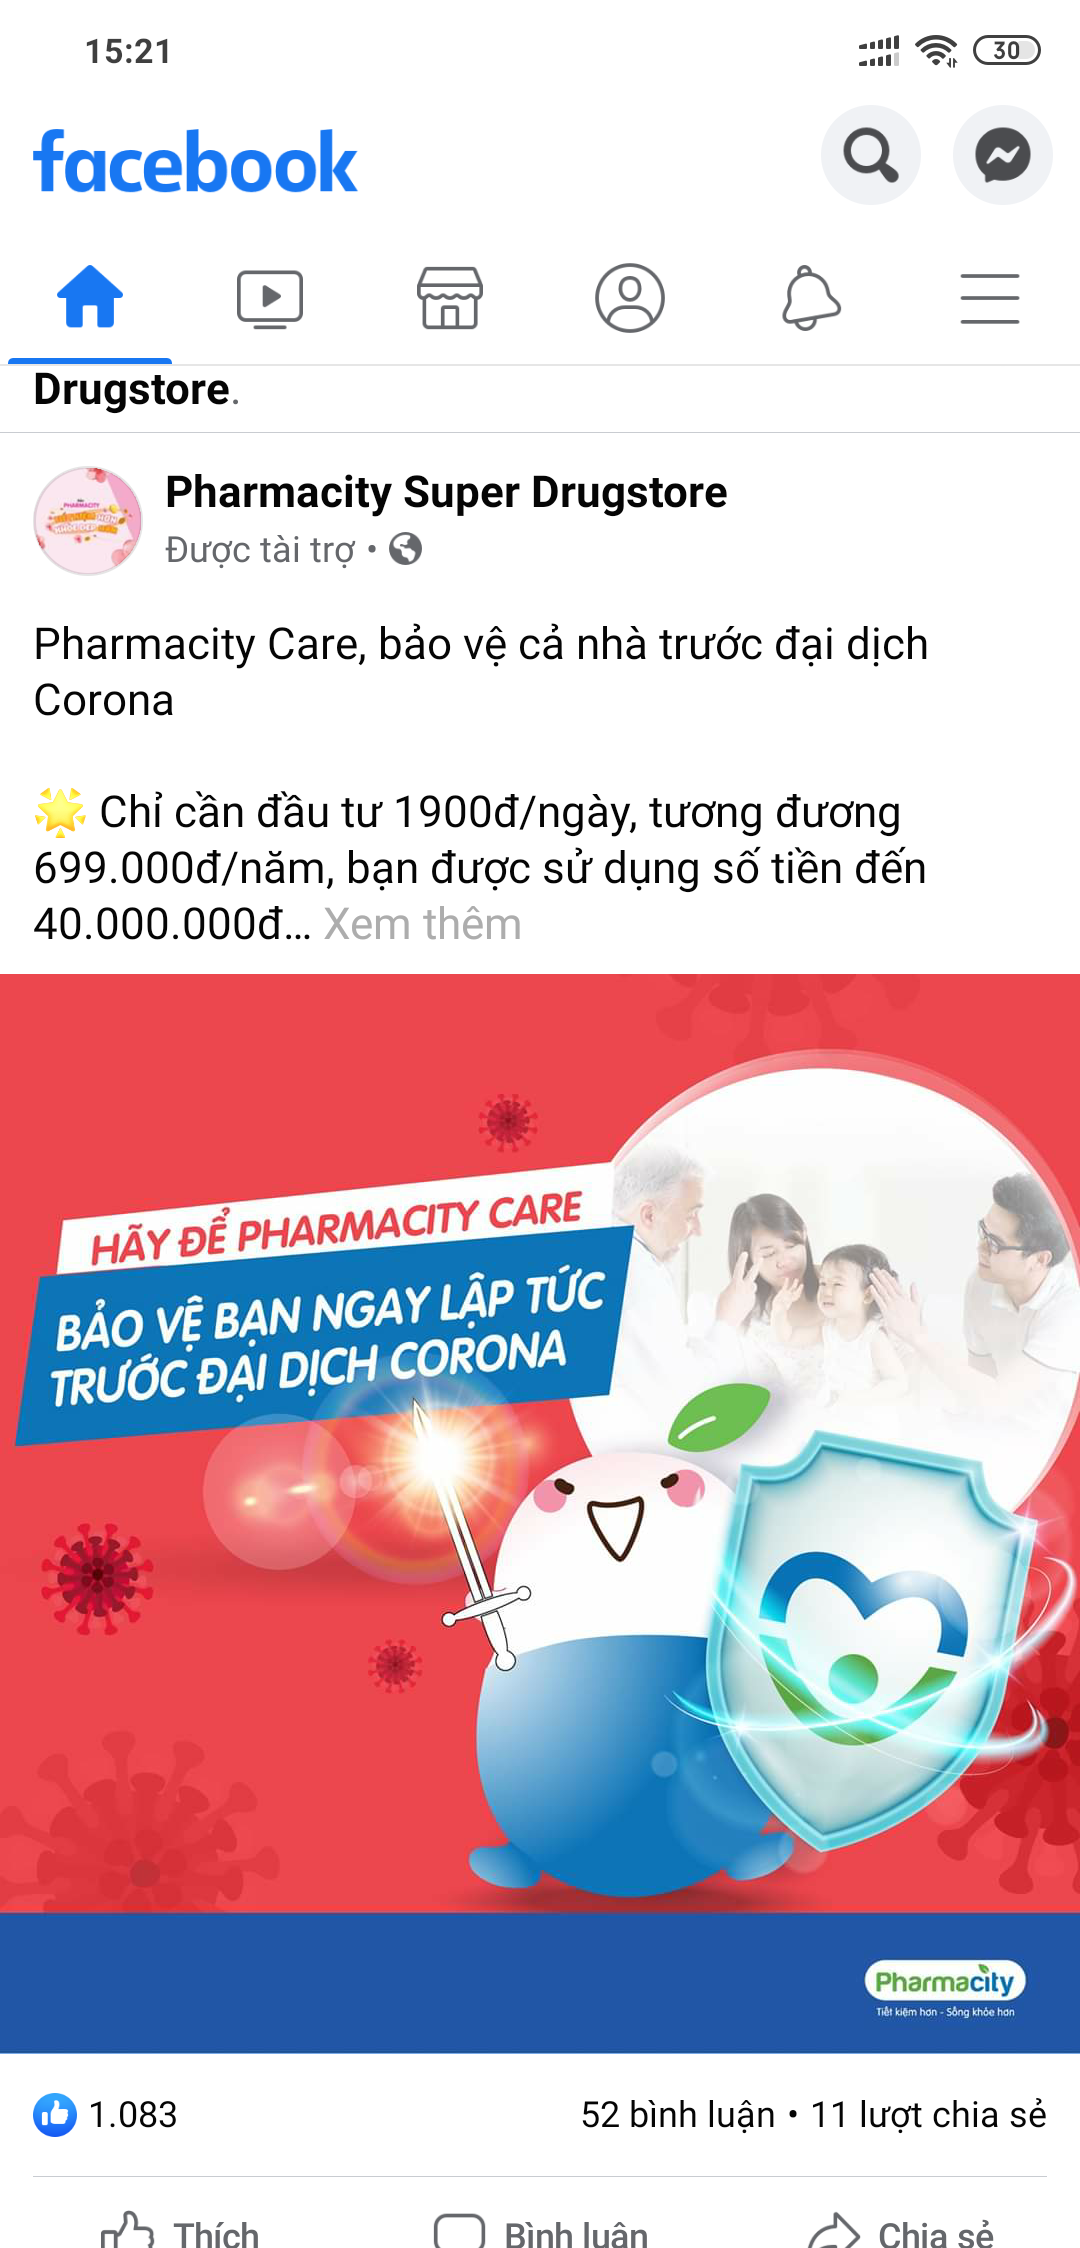 15:21
30
facebook
Drugstore.
Pharmacity Super Drugstore
Được tài trợ •
Pharmacity Care, bảo vệ cả nhà trước đại dịch
Corona
Chỉ cần đầu tư 1900đ/ngày, tương đương
699.000đ/năm, bạn được sử dụng số tiền đến
40.000.000đ... Xem thêm
HÃY ĐỂ PHARMACITY CARE
BẢO VỆ BẠN NGAY LẬP TỨC
TRƯỚC ĐẠI DỊCH CORONA
Pharmacity
Tiết kiệm hơn - Sống khỏe hơn
1.083
52 bình luận • 11 lượt chia sẻ
Thích
Bình luận
Chia sẻ